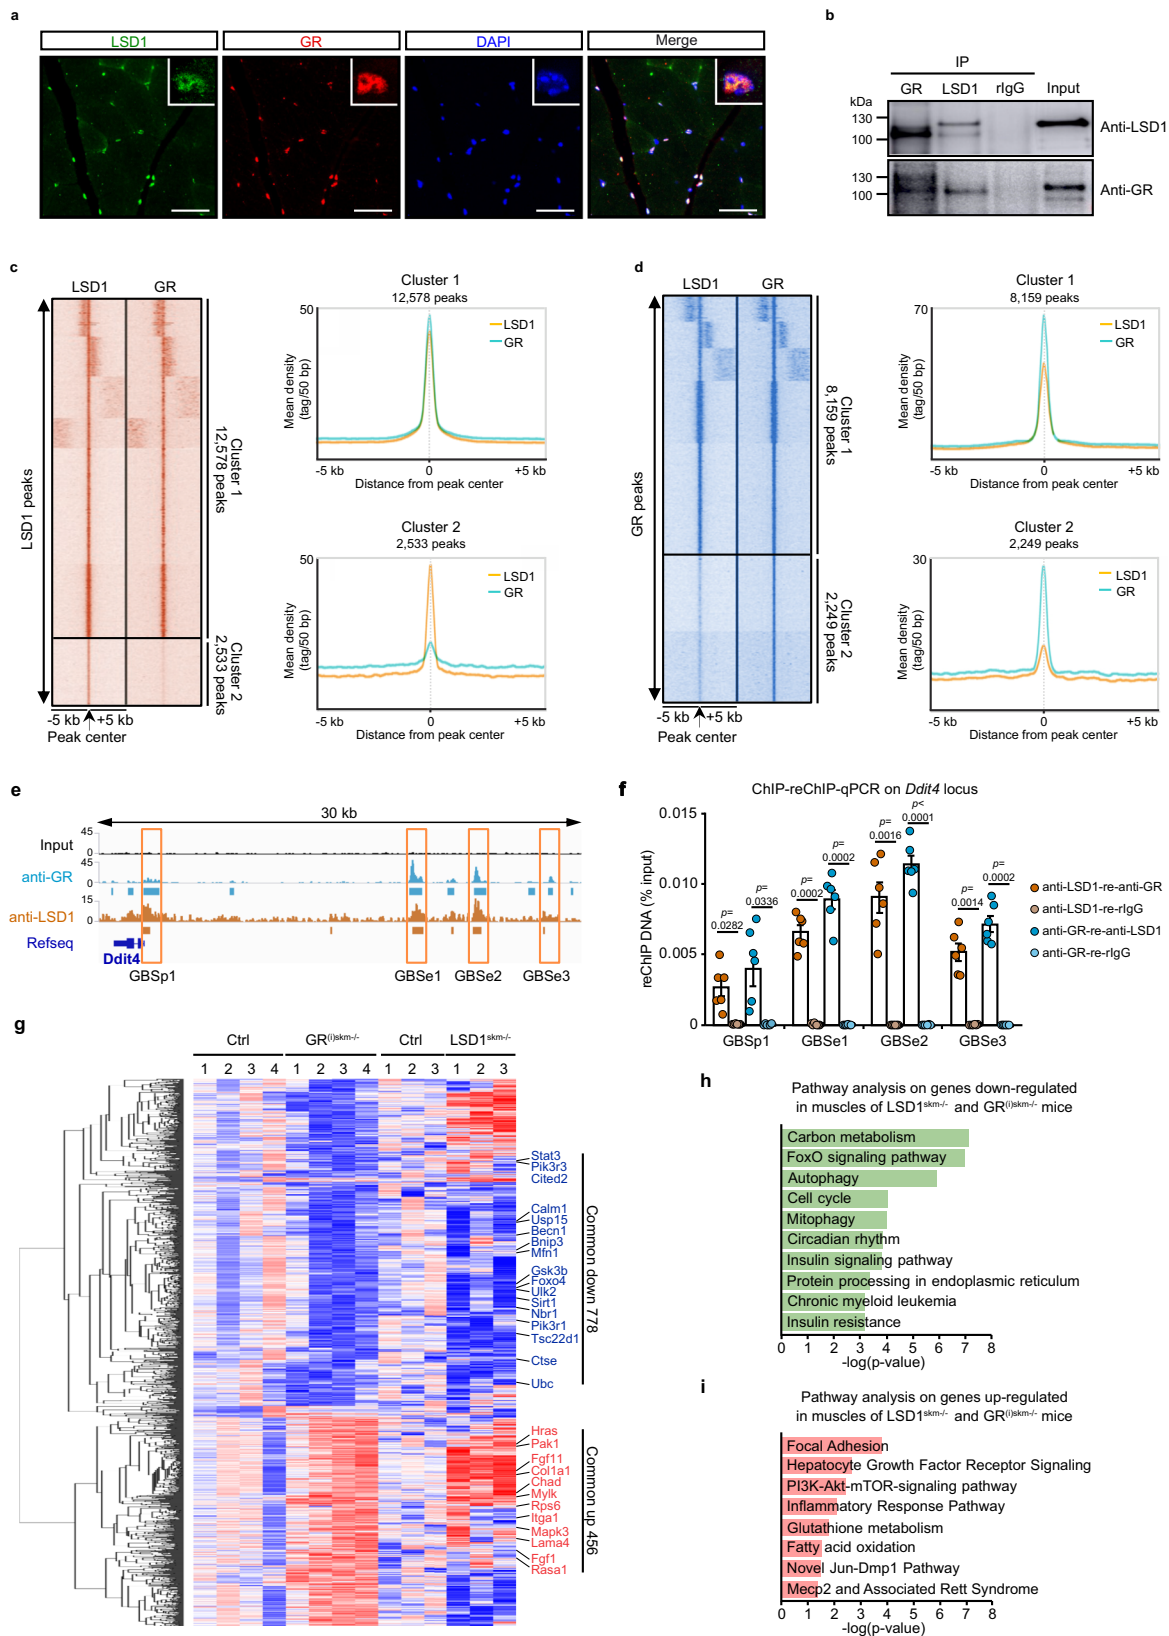 a
LSD1
GR
DAPI
Merge
b
IP
GR
LSD1
rIgG
Input
kDa
130
100
Anti-LSD1
130
100
Anti-GR
c
LSD1
GR
LSD1 peaks
Cluster 1
12,578 peaks
Cluster 2
2,533 peaks
-5 kb
+5 kb
Peak center
Cluster 1
12,578 peaks
50
LSD1
GR
Mean density
(tag/50 bp)
-5 kb
0
+5 kb
Distance from peak center
Cluster 2
2,533 peaks
50
LSD1
GR
Mean density
(tag/50 bp)
-5 kb
0
+5 kb
Distance from peak center
d
LSD1
GR
GR peaks
Cluster 1
8,159 peaks
Cluster 2
2,249 peaks
-5 kb
+5 kb
Peak center
Cluster 1
8,159 peaks
70
LSD1
GR
Mean density
(tag/50 bp)
-5 kb
0
+5 kb
Distance from peak center
Cluster 2
2,249 peaks
30
LSD1
GR
Mean density
(tag/50 bp)
-5 kb
0
+5 kb
Distance from peak center
e
30 kb
45
Input
0
45
anti-GR
0
15
anti-LSD1
0
Refseq
Ddit4
GBSp1
GBSe1
GBSe2
GBSe3
f
ChIP-reChIP-qPCR on Ddit4 locus
reChIP DNA (% input)
0.015
0.010
0.005
0
p=
0.0282
p=
0.0336
p=
0.0002
p=
0.0002
p=
0.0016
p<
0.0001
p=
0.0014
p=
0.0002
GBSp1
GBSe1
GBSe2
GBSe3
anti-LSD1-re-anti-GR
anti-LSD1-re-rIgG
anti-GR-re-anti-LSD1
anti-GR-re-rIgG
g
Ctrl
GR(i)skm-/-
Ctrl
LSD1skm-/-
1 2 3 4 1 2 3 4 1 2 3 1 2 3
Stat3
Pik3r3
Cited2
Calm1
Usp15
Becn1
Bnip3
Mfn1
Gsk3b
Foxo4
Ulk2
Sirt1
Nbr1
Pik3r1
Tsc22d1
Ctse
Ubc
Common down 778
Hras
Pak1
Fgf11
Col1a1
Chad
Mylk
Rps6
Itga1
Mapk3
Lama4
Fgf1
Rasa1
Common up 456
h
Pathway analysis on genes down-regulated
in muscles of LSD1skm-/- and GR(i)skm-/- mice
Carbon metabolism
FoxO signaling pathway
Autophagy
Cell cycle
Mitophagy
Circadian rhythm
Insulin signaling pathway
Protein processing in endoplasmic reticulum
Chronic myeloid leukemia
Insulin resistance
0 1 2 3 4 5 6 7 8
-log(p-value)
i
Pathway analysis on genes up-regulated
in muscles of LSD1skm-/- and GR(i)skm-/- mice
Focal Adhesion
Hepatocyte Growth Factor Receptor Signaling
PI3K-Akt-mTOR-signaling pathway
Inflammatory Response Pathway
Glutathione metabolism
Fatty acid oxidation
Novel Jun-Dmp1 Pathway
Mecp2 and Associated Rett Syndrome
0 1 2 3 4 5 6 7 8
-log(p-value)